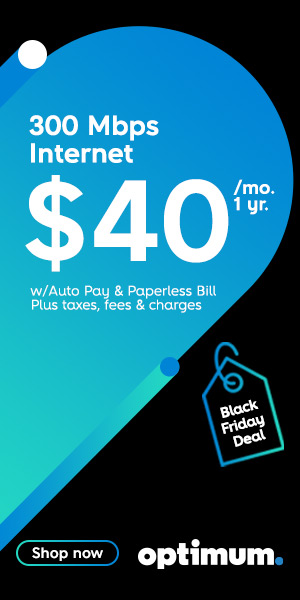 300 Mbps
Internet
$40
/mo.
1 yr.
w/Auto Pay & Paperless Bill
Plus taxes, fees & charges
Black
Friday
Deal
Shop now
optimum.